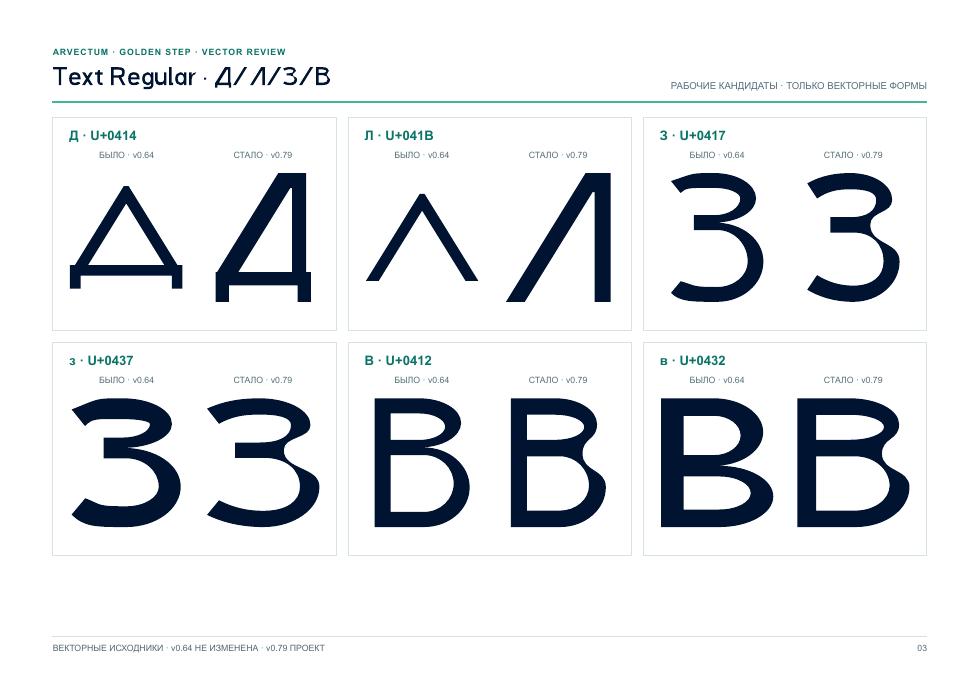 ARVECTUM · GOLDEN STEP · VECTOR REVIEW
Text Regular · Д/Л/З/В
РАБОЧИЕ КАНДИДАТЫ · ТОЛЬКО ВЕКТОРНЫЕ ФОРМЫ
Д · U+0414
БЫЛО · v0.64 СТАЛО · v0.79
Д Д
Л · U+041B
БЫЛО · v0.64 СТАЛО · v0.79
Л Л
З · U+0417
БЫЛО · v0.64 СТАЛО · v0.79
З З
з · U+0437
БЫЛО · v0.64 СТАЛО · v0.79
з з
В · U+0412
БЫЛО · v0.64 СТАЛО · v0.79
В В
в · U+0432
БЫЛО · v0.64 СТАЛО · v0.79
в в
ВЕКТОРНЫЕ ИСХОДНИКИ · v0.64 НЕ ИЗМЕНЕНА · v0.79 ПРОЕКТ
03